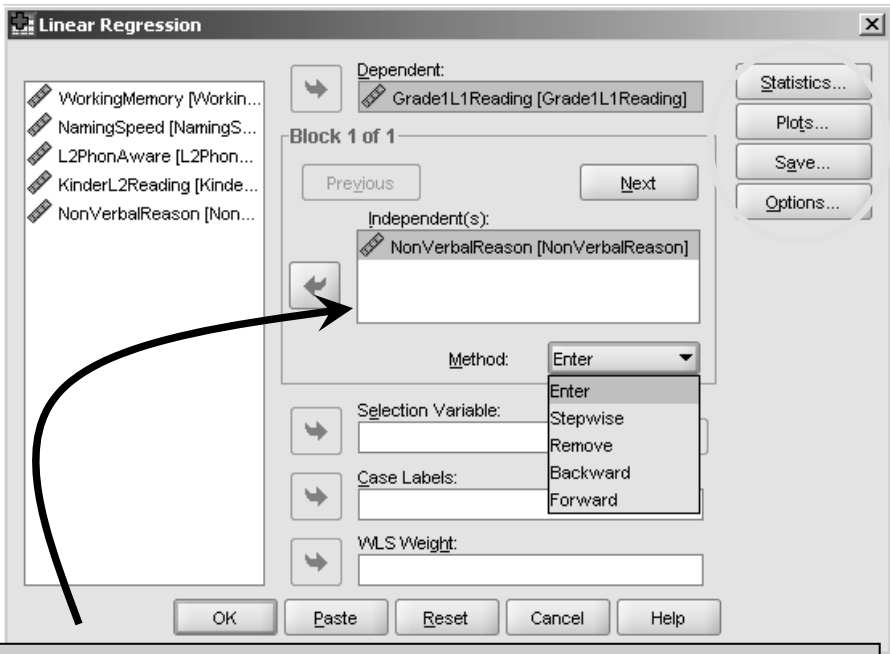 Linear Regression
WorkingMemory [Workin...
NamingSpeed [NamingS...
L2PhonAware [L2Phon...
KinderL2Reading [Kinde...
NonVerbalReason [Non...
Dependent:
Grade1L1Reading [Grade1L1Reading]
Block 1 of 1
Previous
Next
Independent(s):
NonVerbalReason [NonVerbalReason]
Method:
Enter
Enter
Stepwise
Remove
Backward
Forward
Selection Variable:
Case Labels:
WLS Weight:
Statistics...
Plots...
Save...
Options...
OK
Paste
Reset
Cancel
Help